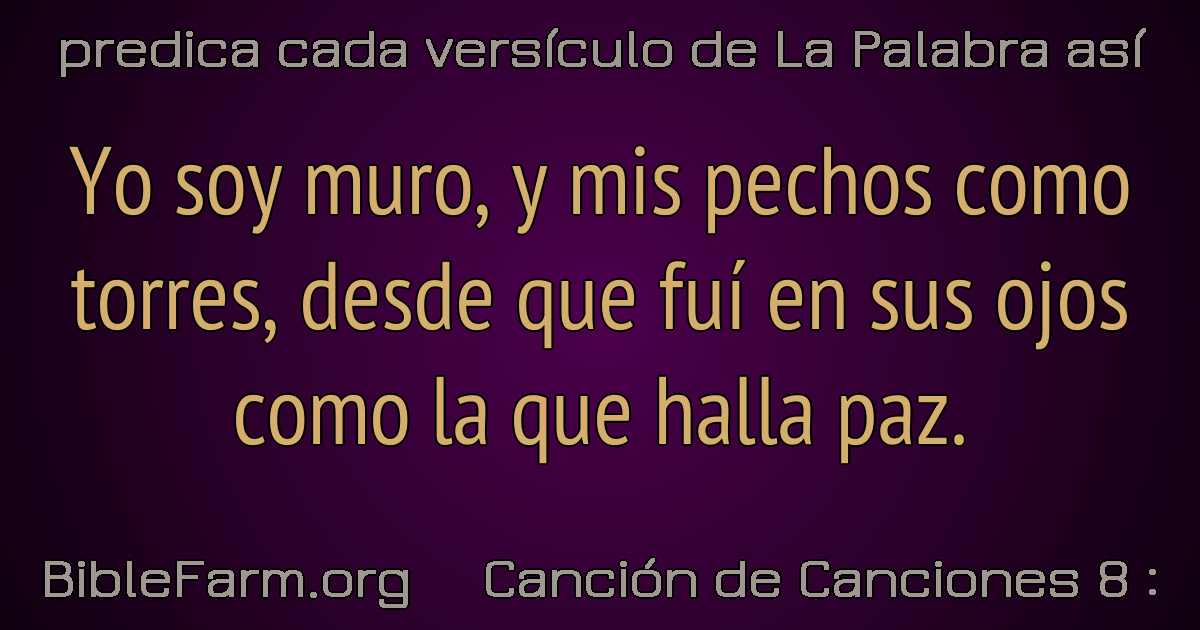 predica cada versículo de La Palabra así
Yo soy muro, y mis pechos como
torres, desde que fuí en sus ojos
como la que halla paz.
BibleFarm.org Canción de Canciones 8 :